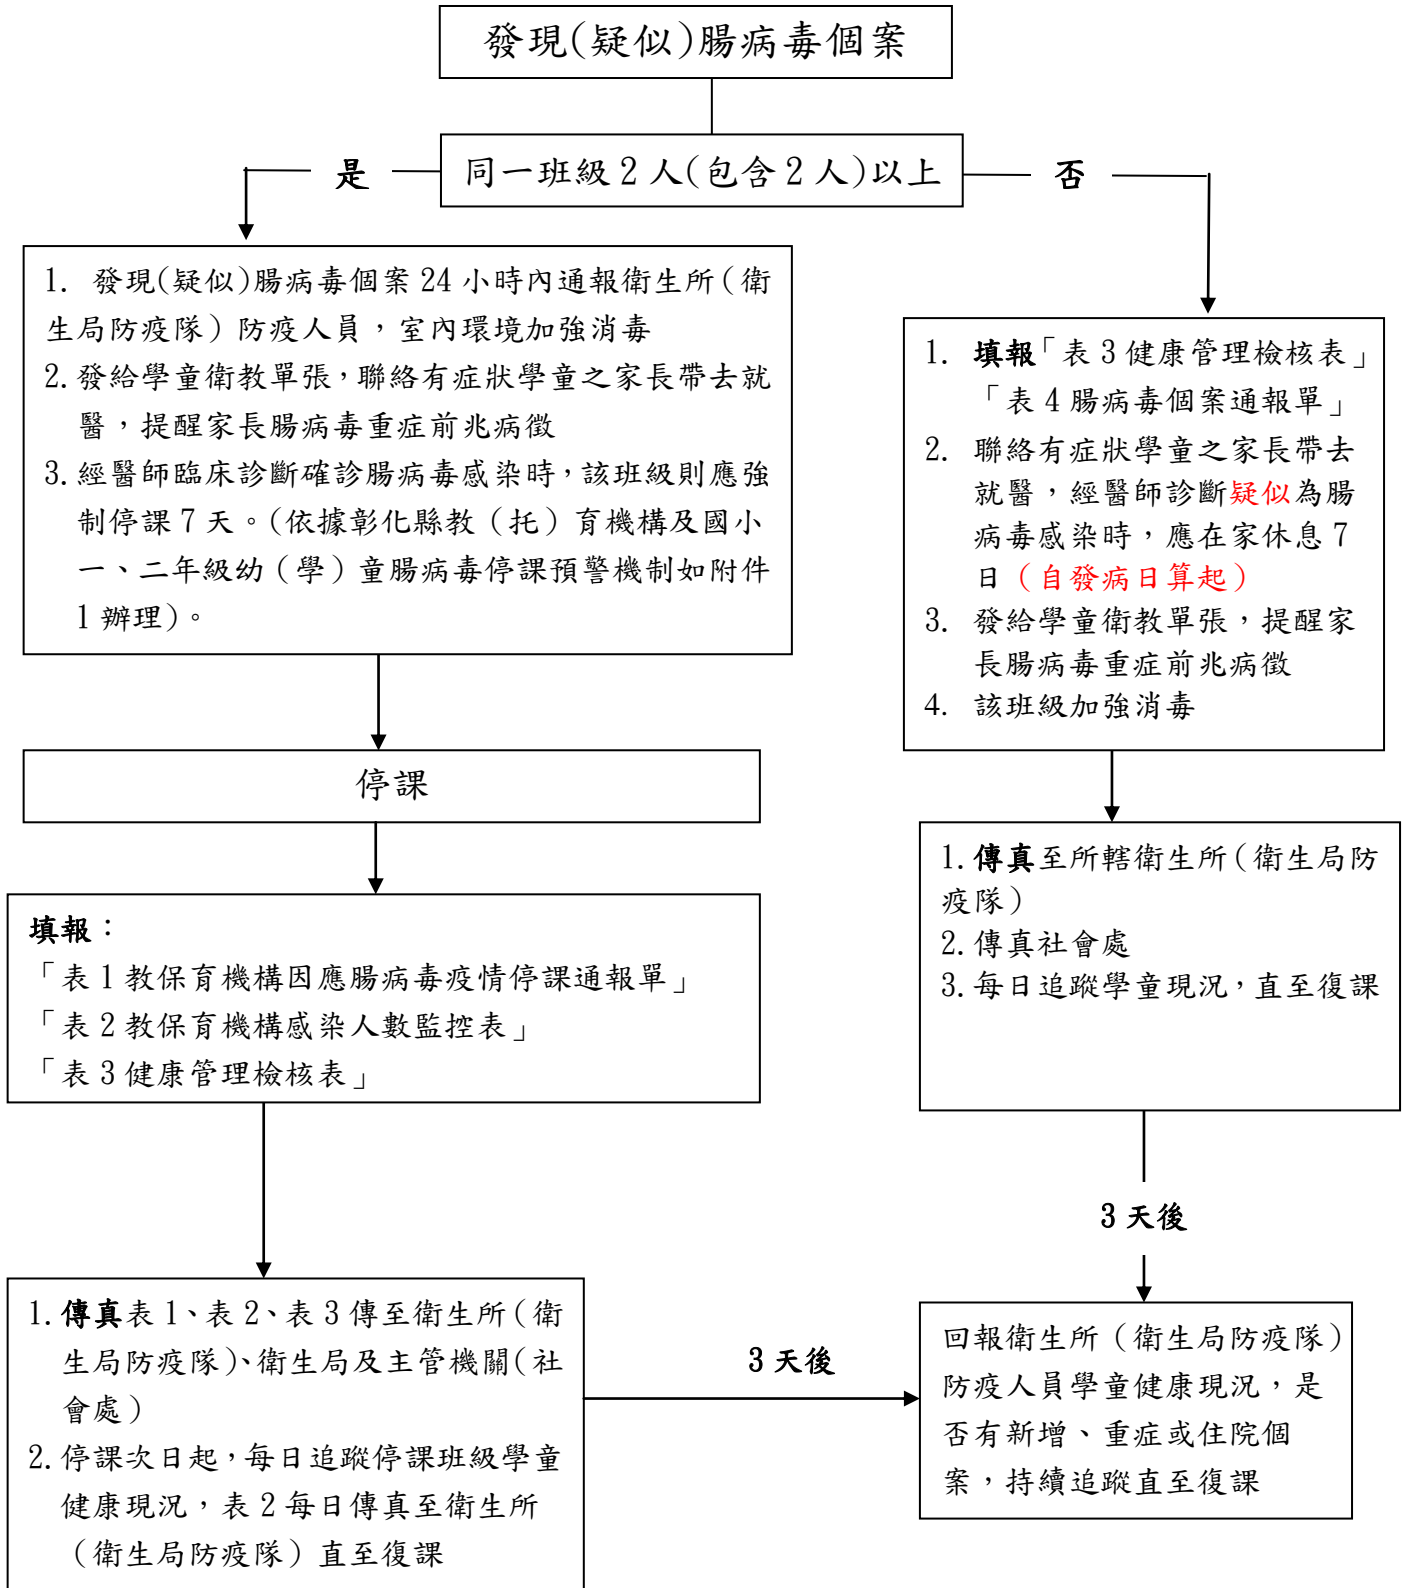 發現(疑似)腸病毒個案
同一班級2人(包含2人)以上
是
否
1. 發現(疑似)腸病毒個案24小時內通報衛生所(衛
生局防疫隊)防疫人員，室內環境加強消毒
2.發給學童衛教單張，聯絡有症狀學童之家長帶去就
醫，提醒家長腸病毒重症前兆病徵
3.經醫師臨床診斷確診腸病毒感染時，該班級則應強
制停課7天。(依據彰化縣教（托）育機構及國小
一、二年級幼（學）童腸病毒停課預警機制如附件
1辦理)。
停課
填報：
「表1教保育機構因應腸病毒疫情停課通報單」
「表2教保育機構感染人數監控表」
「表3健康管理檢核表」
1.傳真表1、表2、表3傳至衛生所(衛
生局防疫隊)、衛生局及主管機關(社
會處)
2.停課次日起，每日追蹤停課班級學童
健康現況，表2每日傳真至衛生所
（衛生局防疫隊）直至復課
3天後
1. 填報「表3健康管理檢核表」
「表4腸病毒個案通報單」
2. 聯絡有症狀學童之家長帶去
就醫，經醫師診斷疑似為腸
病毒感染時，應在家休息7
日（自發病日算起）
3. 發給學童衛教單張，提醒家
長腸病毒重症前兆病徵
4. 該班級加強消毒
1.傳真至所轄衛生所(衛生局防
疫隊)
2.傳真社會處
3.每日追蹤學童現況，直至復課
3天後
回報衛生所（衛生局防疫隊）
防疫人員學童健康現況，是
否有新增、重症或住院個
案，持續追蹤直至復課